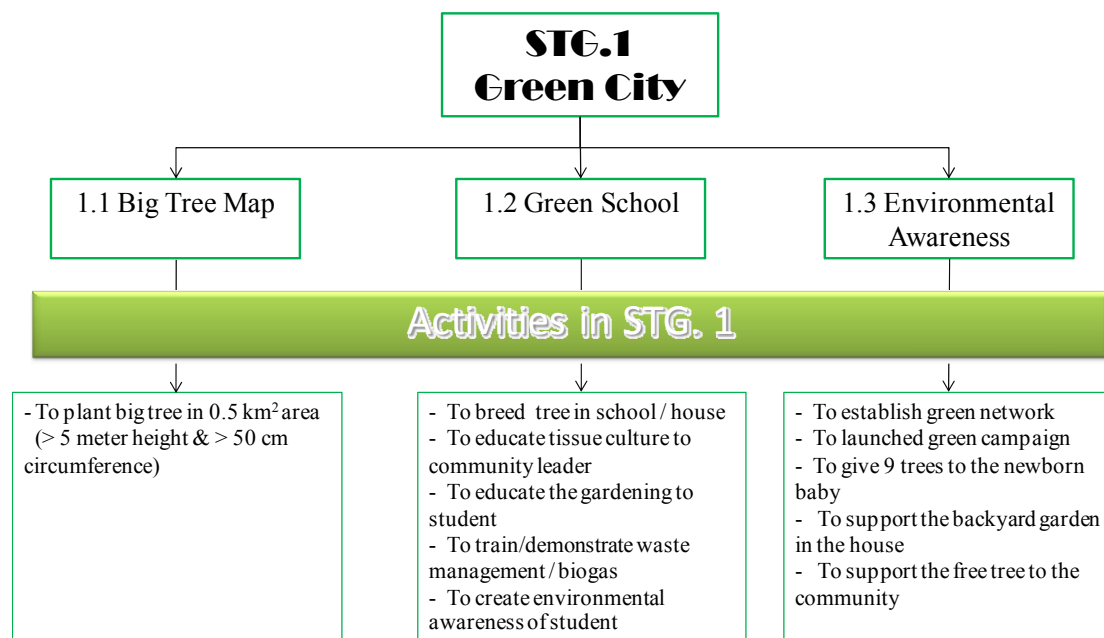 STG.1
Green City
1.1 Big Tree Map
1.2 Green School
1.3 Environmental
Awareness
Activities in STG. 1
- To plant big tree in 0.5 km² area
(> 5 meter height & > 50 cm
circumference)
- To breed tree in school / house
- To educate tissue culture to
community leader
- To educate the gardening to
student
- To train/demonstrate waste
management / biogas
- To create environmental
awareness of student
- To establish green network
- To launched green campaign
- To give 9 trees to the newborn
baby
- To support the backyard garden
in the house
- To support the free tree to the
community